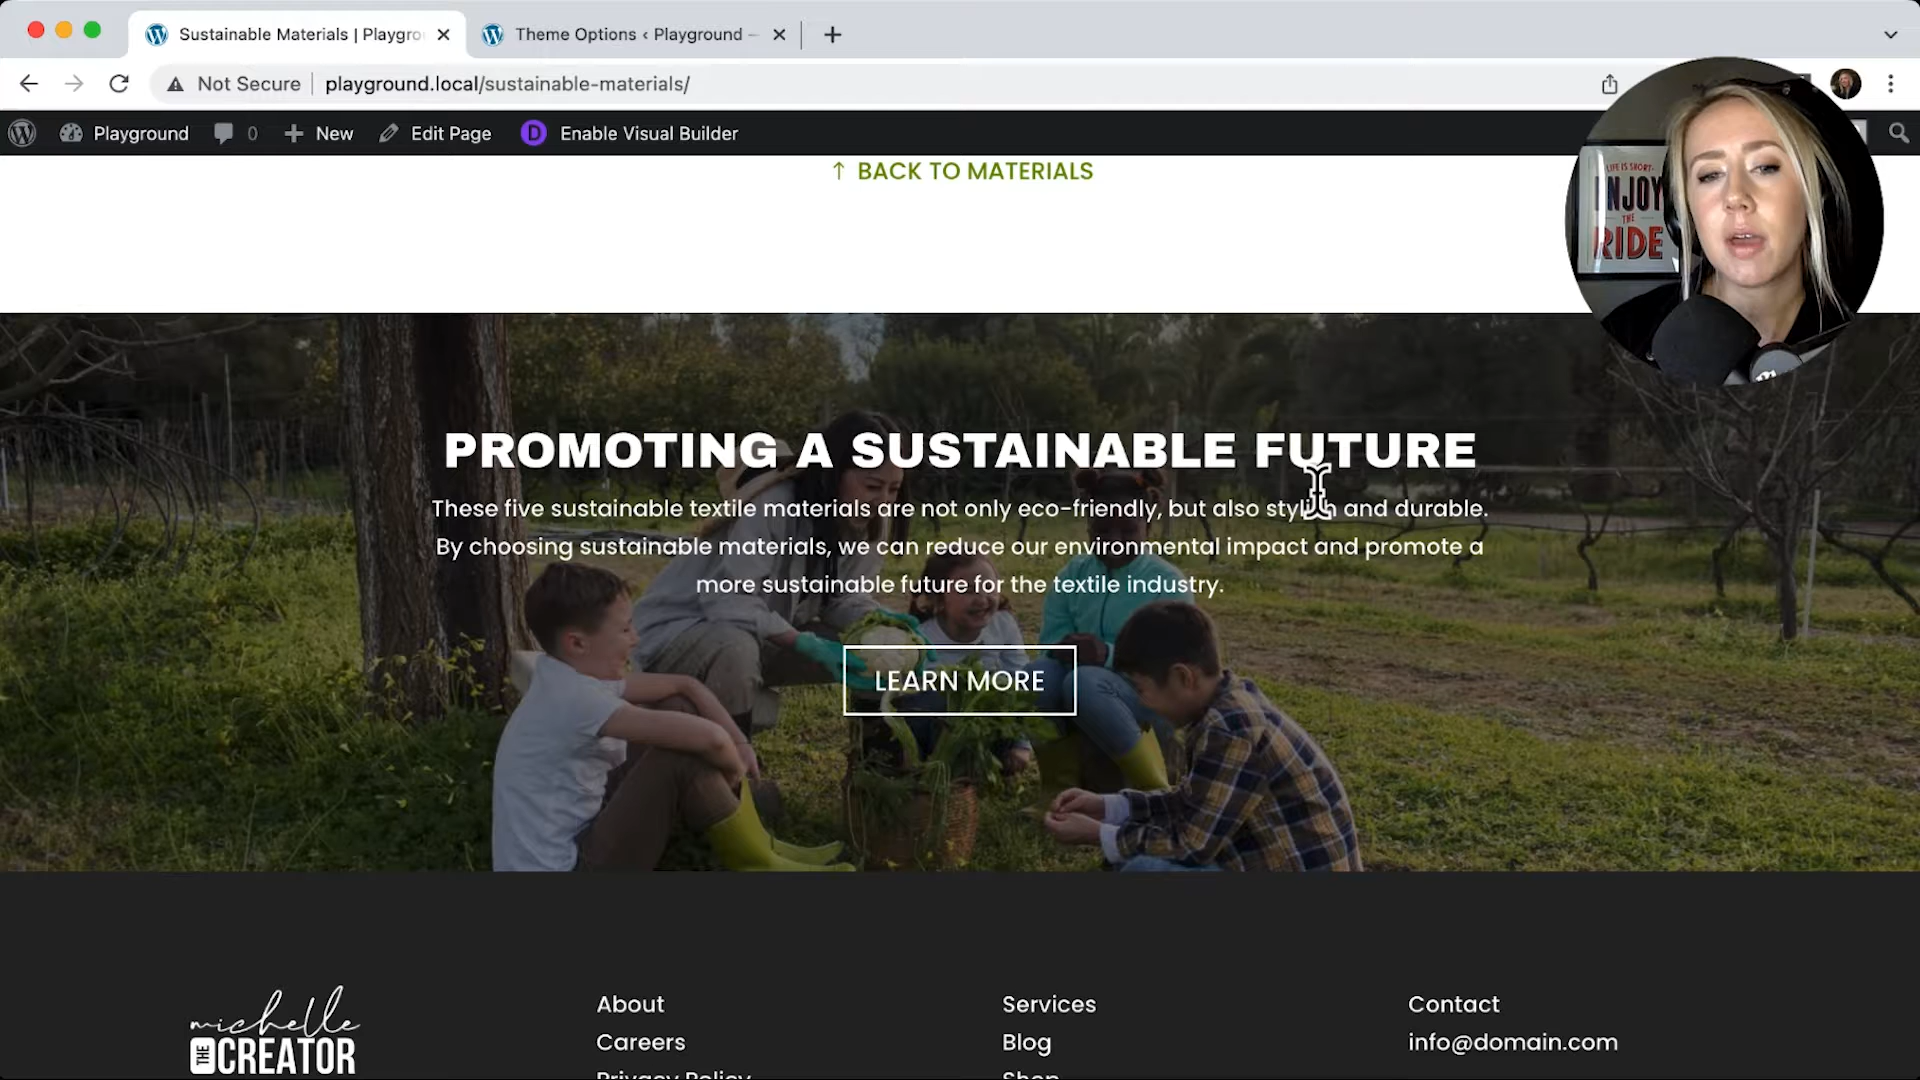 Sustainable Materials | Playgro
Theme Options ‹ Playground —
Not Secure
playground.local/sustainable-materials/
Playground
0
New
Edit Page
D
Enable Visual Builder
↑ BACK TO MATERIALS
LIFE IS SHORT.
ENJOY
THE
RIDE
PROMOTING A SUSTAINABLE FUTURE
These five sustainable textile materials are not only eco-friendly, but also stylish and durable.
By choosing sustainable materials, we can reduce our environmental impact and promote a
more sustainable future for the textile industry.
LEARN MORE
michelle
THE CREATOR
About
Careers
Privacy Policy
Services
Blog
Shop
Contact
info@domain.com